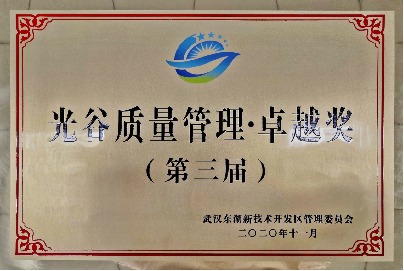 光谷质量管理·卓越奖
（第三届）
武汉东湖新技术开发区管理委员会
二〇二〇年十一月